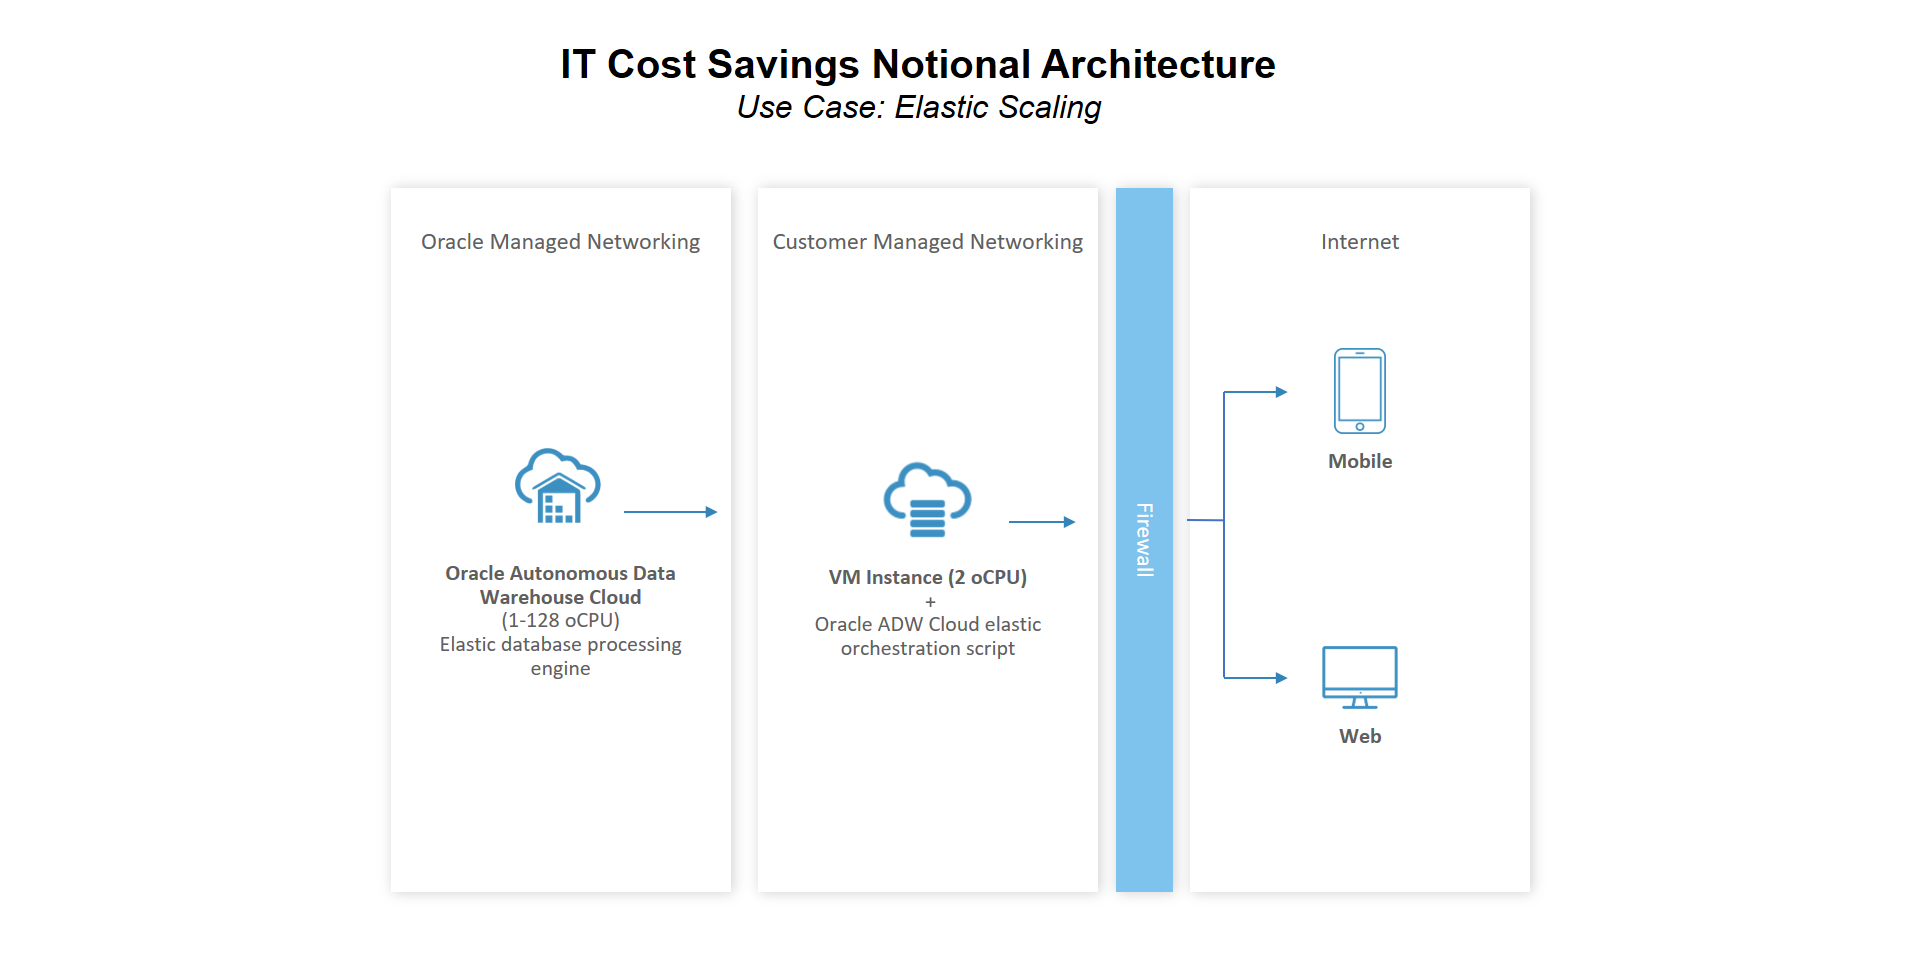 IT Cost Savings Notional Architecture
Use Case: Elastic Scaling
Oracle Managed Networking
Oracle Autonomous Data
Warehouse Cloud
(1-128 oCPU)
Elastic database processing
engine
Customer Managed Networking
VM Instance (2 oCPU)
+
Oracle ADW Cloud elastic
orchestration script
Firewall
Internet
Mobile
Web